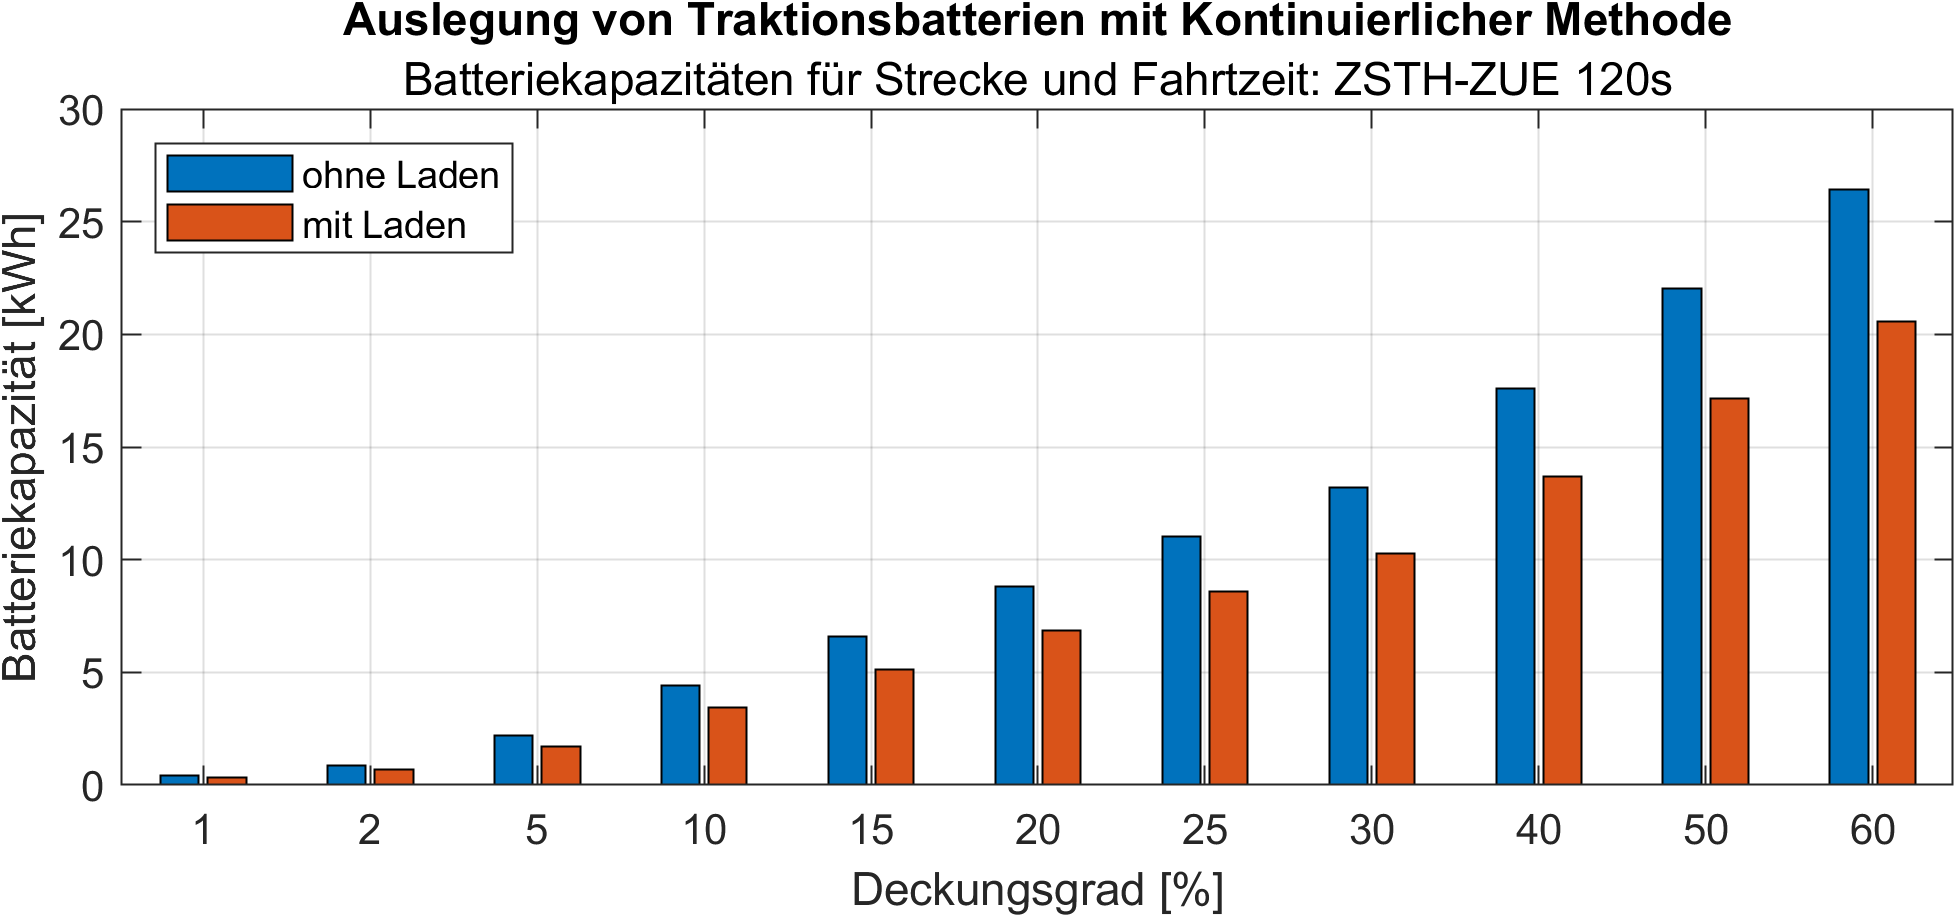 Auslegung von Traktionsbatterien mit Kontinuierlicher Methode
Batteriekapazitäten für Strecke und Fahrtzeit: ZSTH-ZUE 120s
Batteriekapazität [kWh]
30
25
20
15
10
5
0
ohne Laden
mit Laden
1 2 5 10 15 20 25 30 40 50 60
Deckungsgrad [%]